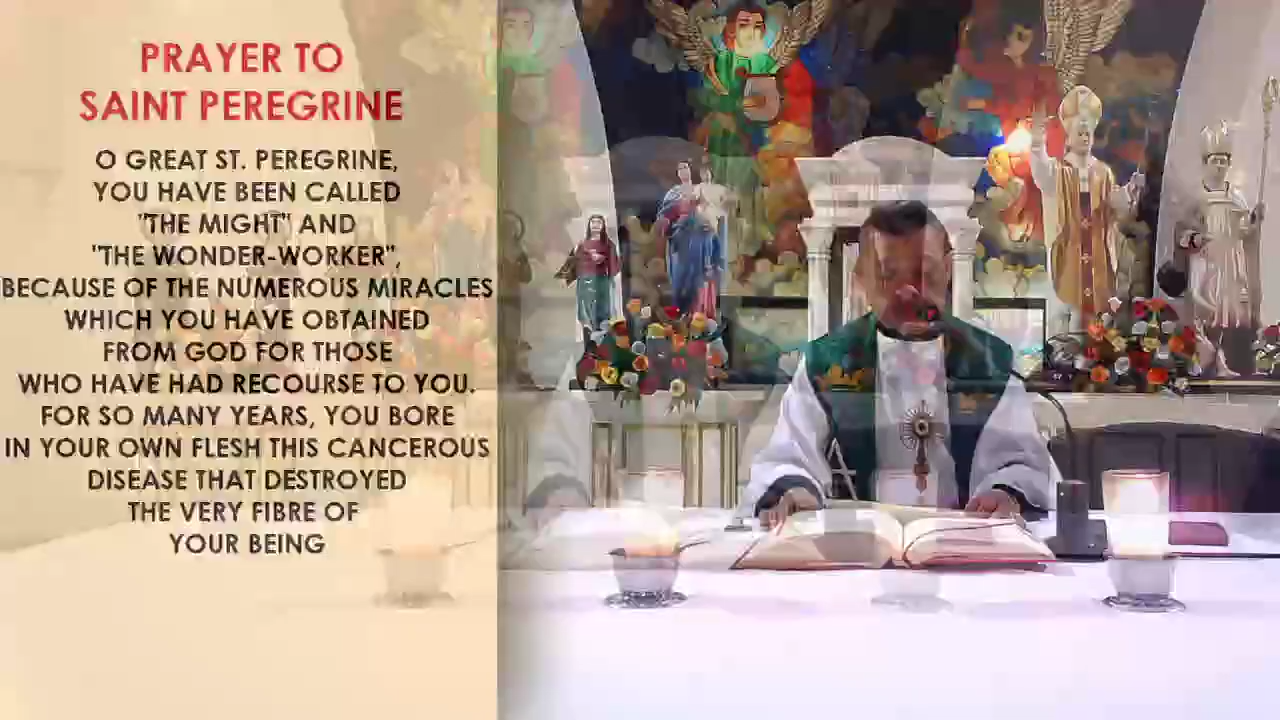 PRAYER TO
SAINT PEREGRINE
O GREAT ST. PEREGRINE,
YOU HAVE BEEN CALLED
"THE MIGHT" AND
'THE WONDER-WORKER",
BECAUSE OF THE NUMEROUS MIRACLES
WHICH YOU HAVE OBTAINED
FROM GOD FOR THOSE
WHO HAVE HAD RECOURSE TO YOU.
FOR SO MANY YEARS, YOU BORE
IN YOUR OWN FLESH THIS CANCEROUS
DISEASE THAT DESTROYED
THE VERY FIBRE OF
YOUR BEING